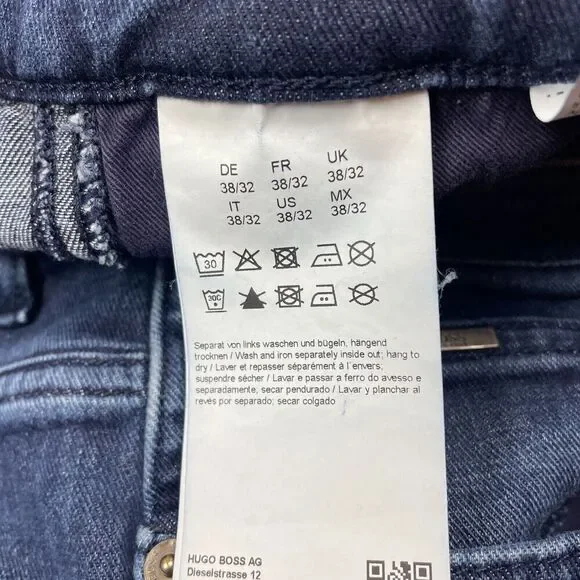 DE FR UK
38/32 38/32 38/32
IT US MX
38/32 38/32 38/32
30
30C
Separat von links waschen und bügeln, hängend
trocknen / Wash and iron separately inside out; hang to
dry / Laver et repasser séparément à l'envers;
suspendre sécher / Lavar e passar a ferro do avesso e
separadamente, secar pendurado / Lavar y planchar al
revés por separado; secar colgado
HUGO BOSS AG
Dieselstrasse 12